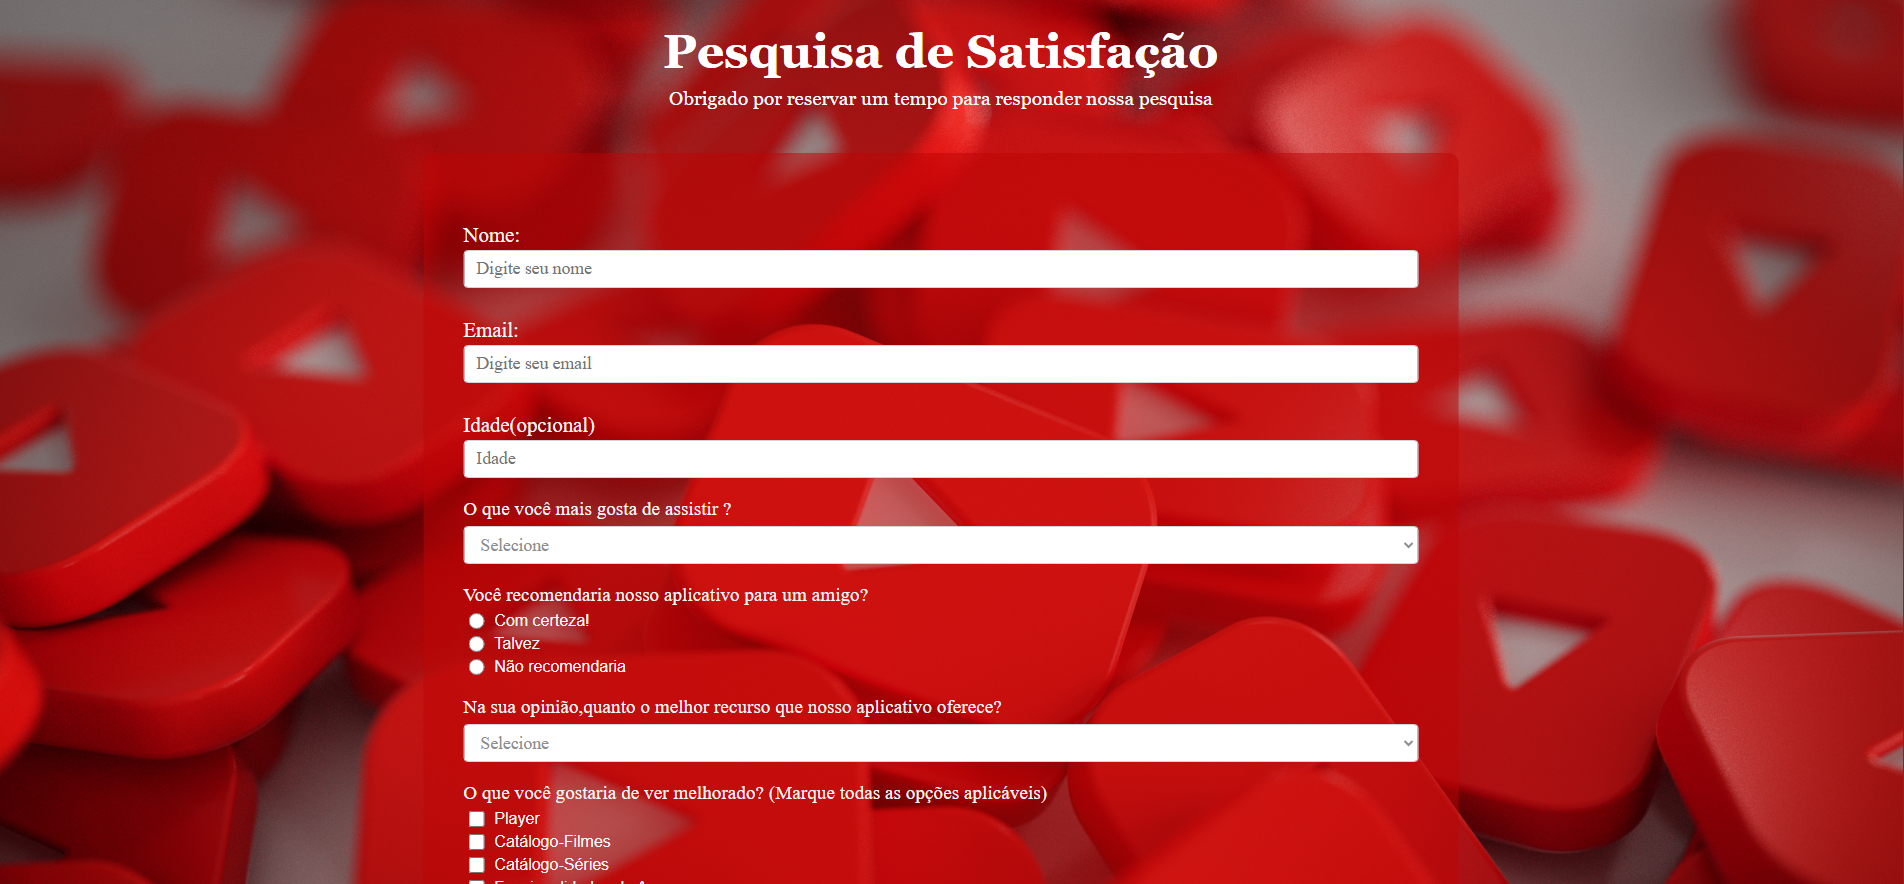 Pesquisa de Satisfação
Obrigado por reservar um tempo para responder nossa pesquisa
Nome:
Digite seu nome
Email:
Digite seu email
Idade(opcional)
Idade
O que você mais gosta de assistir ?
Selecione
Você recomendaria nosso aplicativo para um amigo?
Com certeza!
Talvez
Não recomendaria
Na sua opinião,quanto o melhor recurso que nosso aplicativo oferece?
Selecione
O que você gostaria de ver melhorado? (Marque todas as opções aplicáveis)
Player
Catálogo-Filmes
Catálogo-Séries